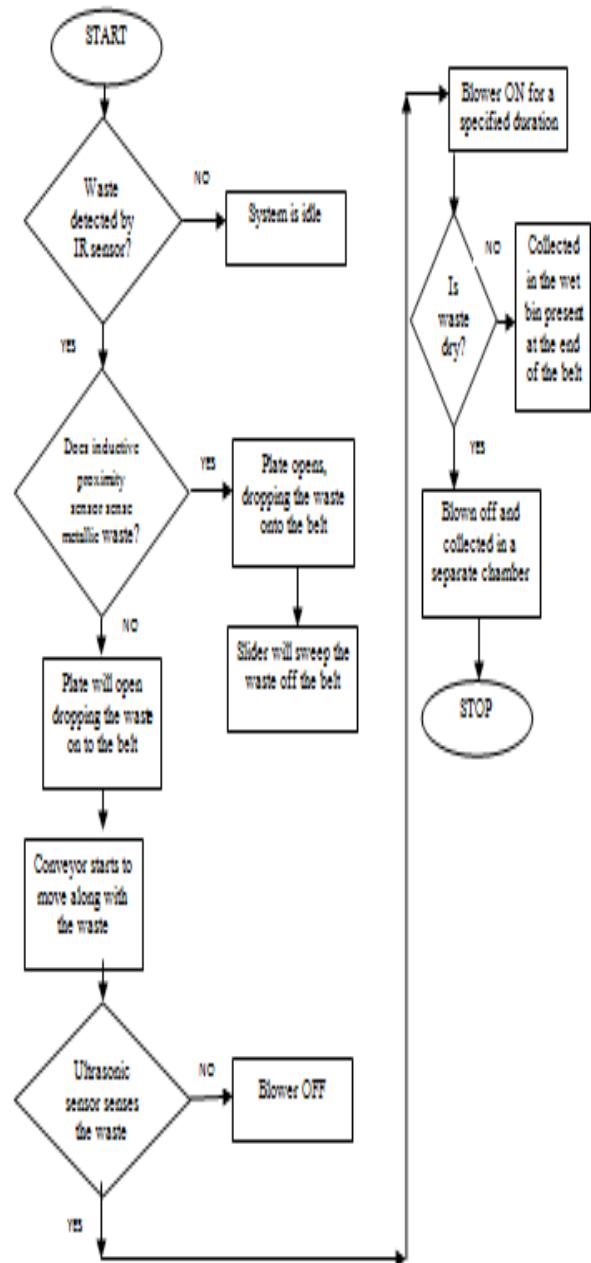 START
Waste
detected by
IR sensor?
NO
System is idle
YES
Does inductive
proximity
sensor sense
metallic waste?
YES
Plate opens,
dropping the waste
onto the belt
Slider will sweep the
waste off the belt
NO
Plate will open
dropping the waste
on to the belt
Conveyor starts to
move along with
the waste
Ultrasonic
sensor senses
the waste
NO
Blower OFF
YES
Blower ON for a
specified duration
Is
waste
dry?
NO
Collected
in the wet
bin present
at the end
of the belt
YES
Blown off and
collected in a
separate chamber
STOP